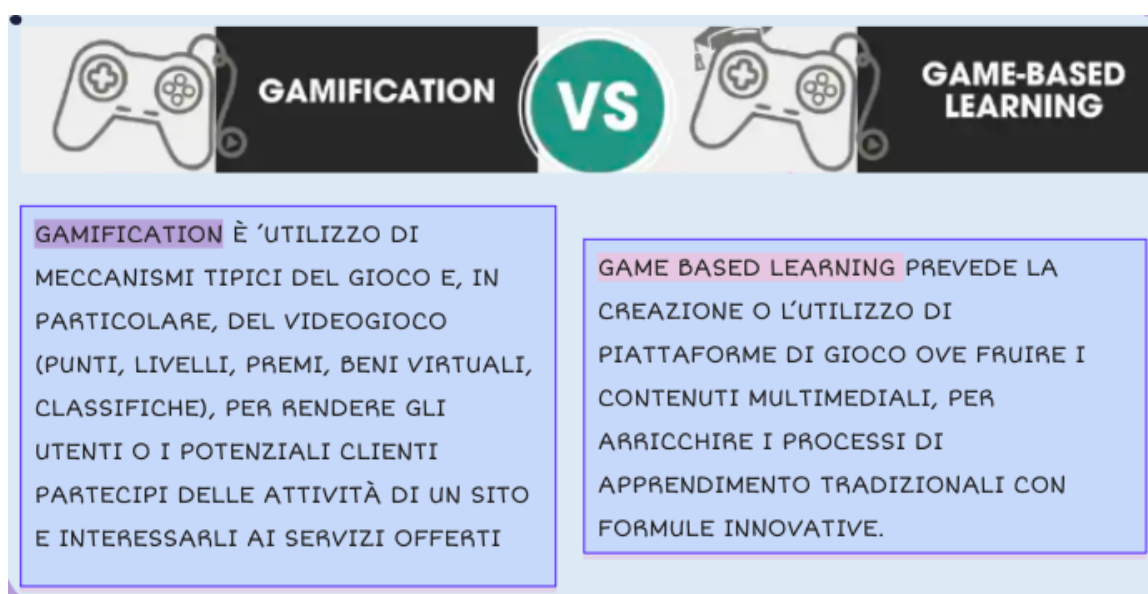 GAMIFICATION
VS
GAME-BASED
LEARNING
GAMIFICATION È ‘UTILIZZO DI
MECCANISMI TIPICI DEL GIOCO E, IN
PARTICOLARE, DEL VIDEOGIOCO
(PUNTI, LIVELLI, PREMI, BENI VIRTUALI,
CLASSIFICHE), PER RENDERE GLI
UTENTI O I POTENZIALI CLIENTI
PARTECIPI DELLE ATTIVITÀ DI UN SITO
E INTERESSARLI AI SERVIZI OFFERTI
GAME BASED LEARNING PREVEDE LA
CREAZIONE O L’UTILIZZO DI
PIATTAFORME DI GIOCO OVE FRUIRE I
CONTENUTI MULTIMEDIALI, PER
ARRICCHIRE I PROCESSI DI
APPRENDIMENTO TRADIZIONALI CON
FORMULE INNOVATIVE.